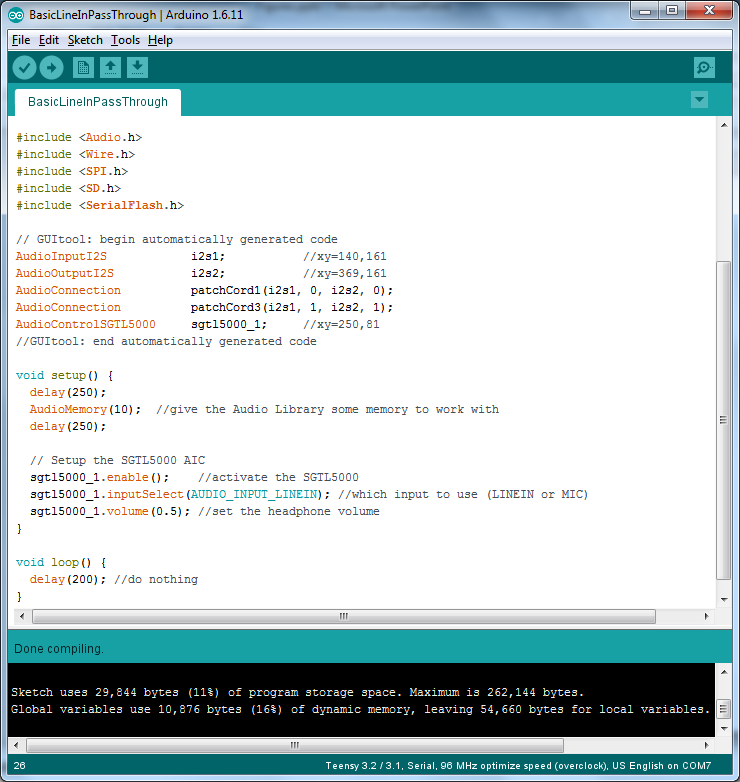 BasicLineInPassThrough | Arduino 1.6.11
File Edit Sketch Tools Help
BasicLineInPassThrough
#include <Audio.h>
#include <Wire.h>
#include <SPI.h>
#include <SD.h>
#include <SerialFlash.h>
// GUItool: begin automatically generated code
AudioInputI2S            i2s1;           //xy=140,161
AudioOutputI2S           i2s2;           //xy=369,161
AudioConnection          patchCord1(i2s1, 0, i2s2, 0);
AudioConnection          patchCord3(i2s1, 1, i2s2, 1);
AudioControlSGTL5000     sgtl5000_1;     //xy=250,81
//GUItool: end automatically generated code
void setup() {
  delay(250);
  AudioMemory(10);  //give the Audio Library some memory to work with
  delay(250);
  // Setup the SGTL5000 AIC
  sgtl5000_1.enable();    //activate the SGTL5000
  sgtl5000_1.inputSelect(AUDIO_INPUT_LINEIN); //which input to use (LINEIN or MIC)
  sgtl5000_1.volume(0.5); //set the headphone volume
}
void loop() {
  delay(200); //do nothing
}
Done compiling.
Sketch uses 29,844 bytes (11%) of program storage space. Maximum is 262,144 bytes.
Global variables use 10,876 bytes (16%) of dynamic memory, leaving 54,660 bytes for local variables.
26 Teensy 3.2 / 3.1, Serial, 96 MHz optimize speed (overclock), US English on COM7